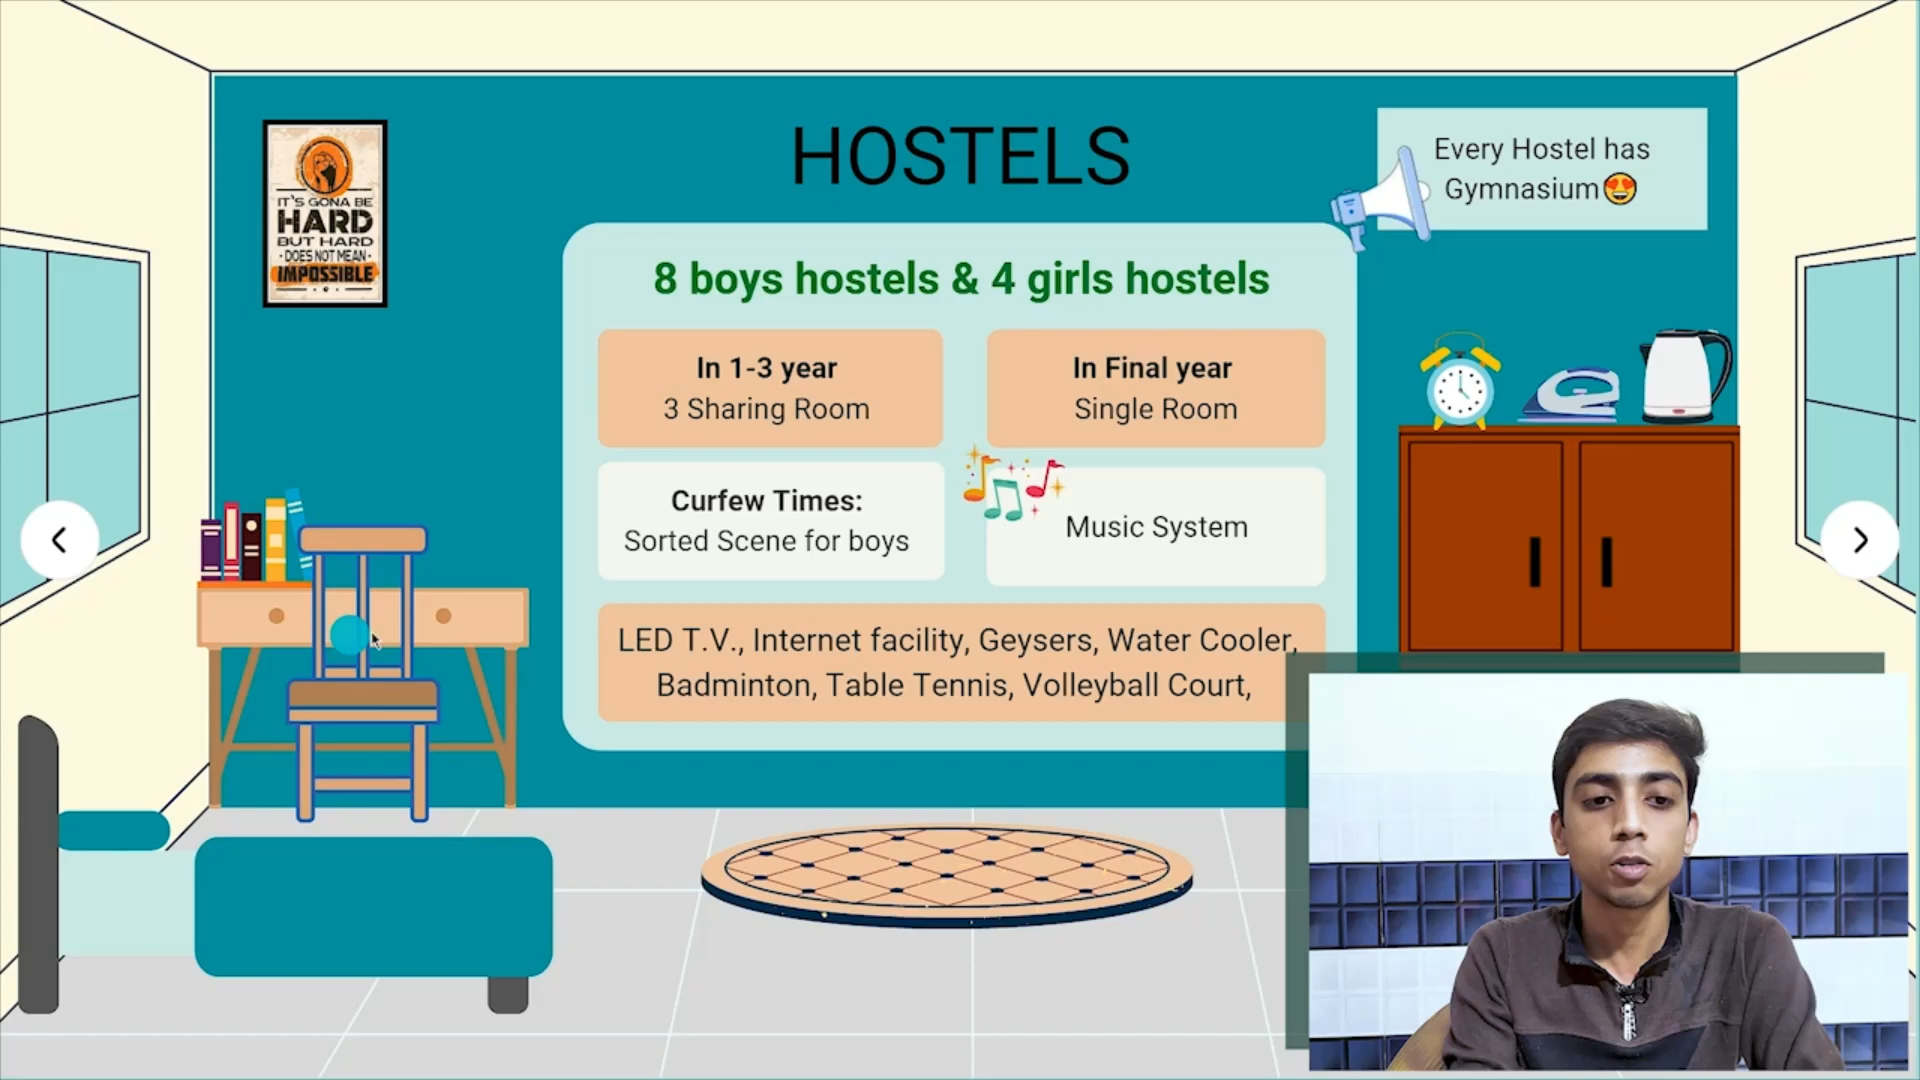 HOSTELS
Every Hostel has
Gymnasium😍
IT'S GONA BE
HARD
BUT HARD
· DOES NOT MEAN ·
IMPOSSIBLE
8 boys hostels & 4 girls hostels
In 1-3 year
3 Sharing Room
In Final year
Single Room
Curfew Times:
Sorted Scene for boys
Music System
LED T.V., Internet facility, Geysers, Water Cooler,
Badminton, Table Tennis, Volleyball Court,